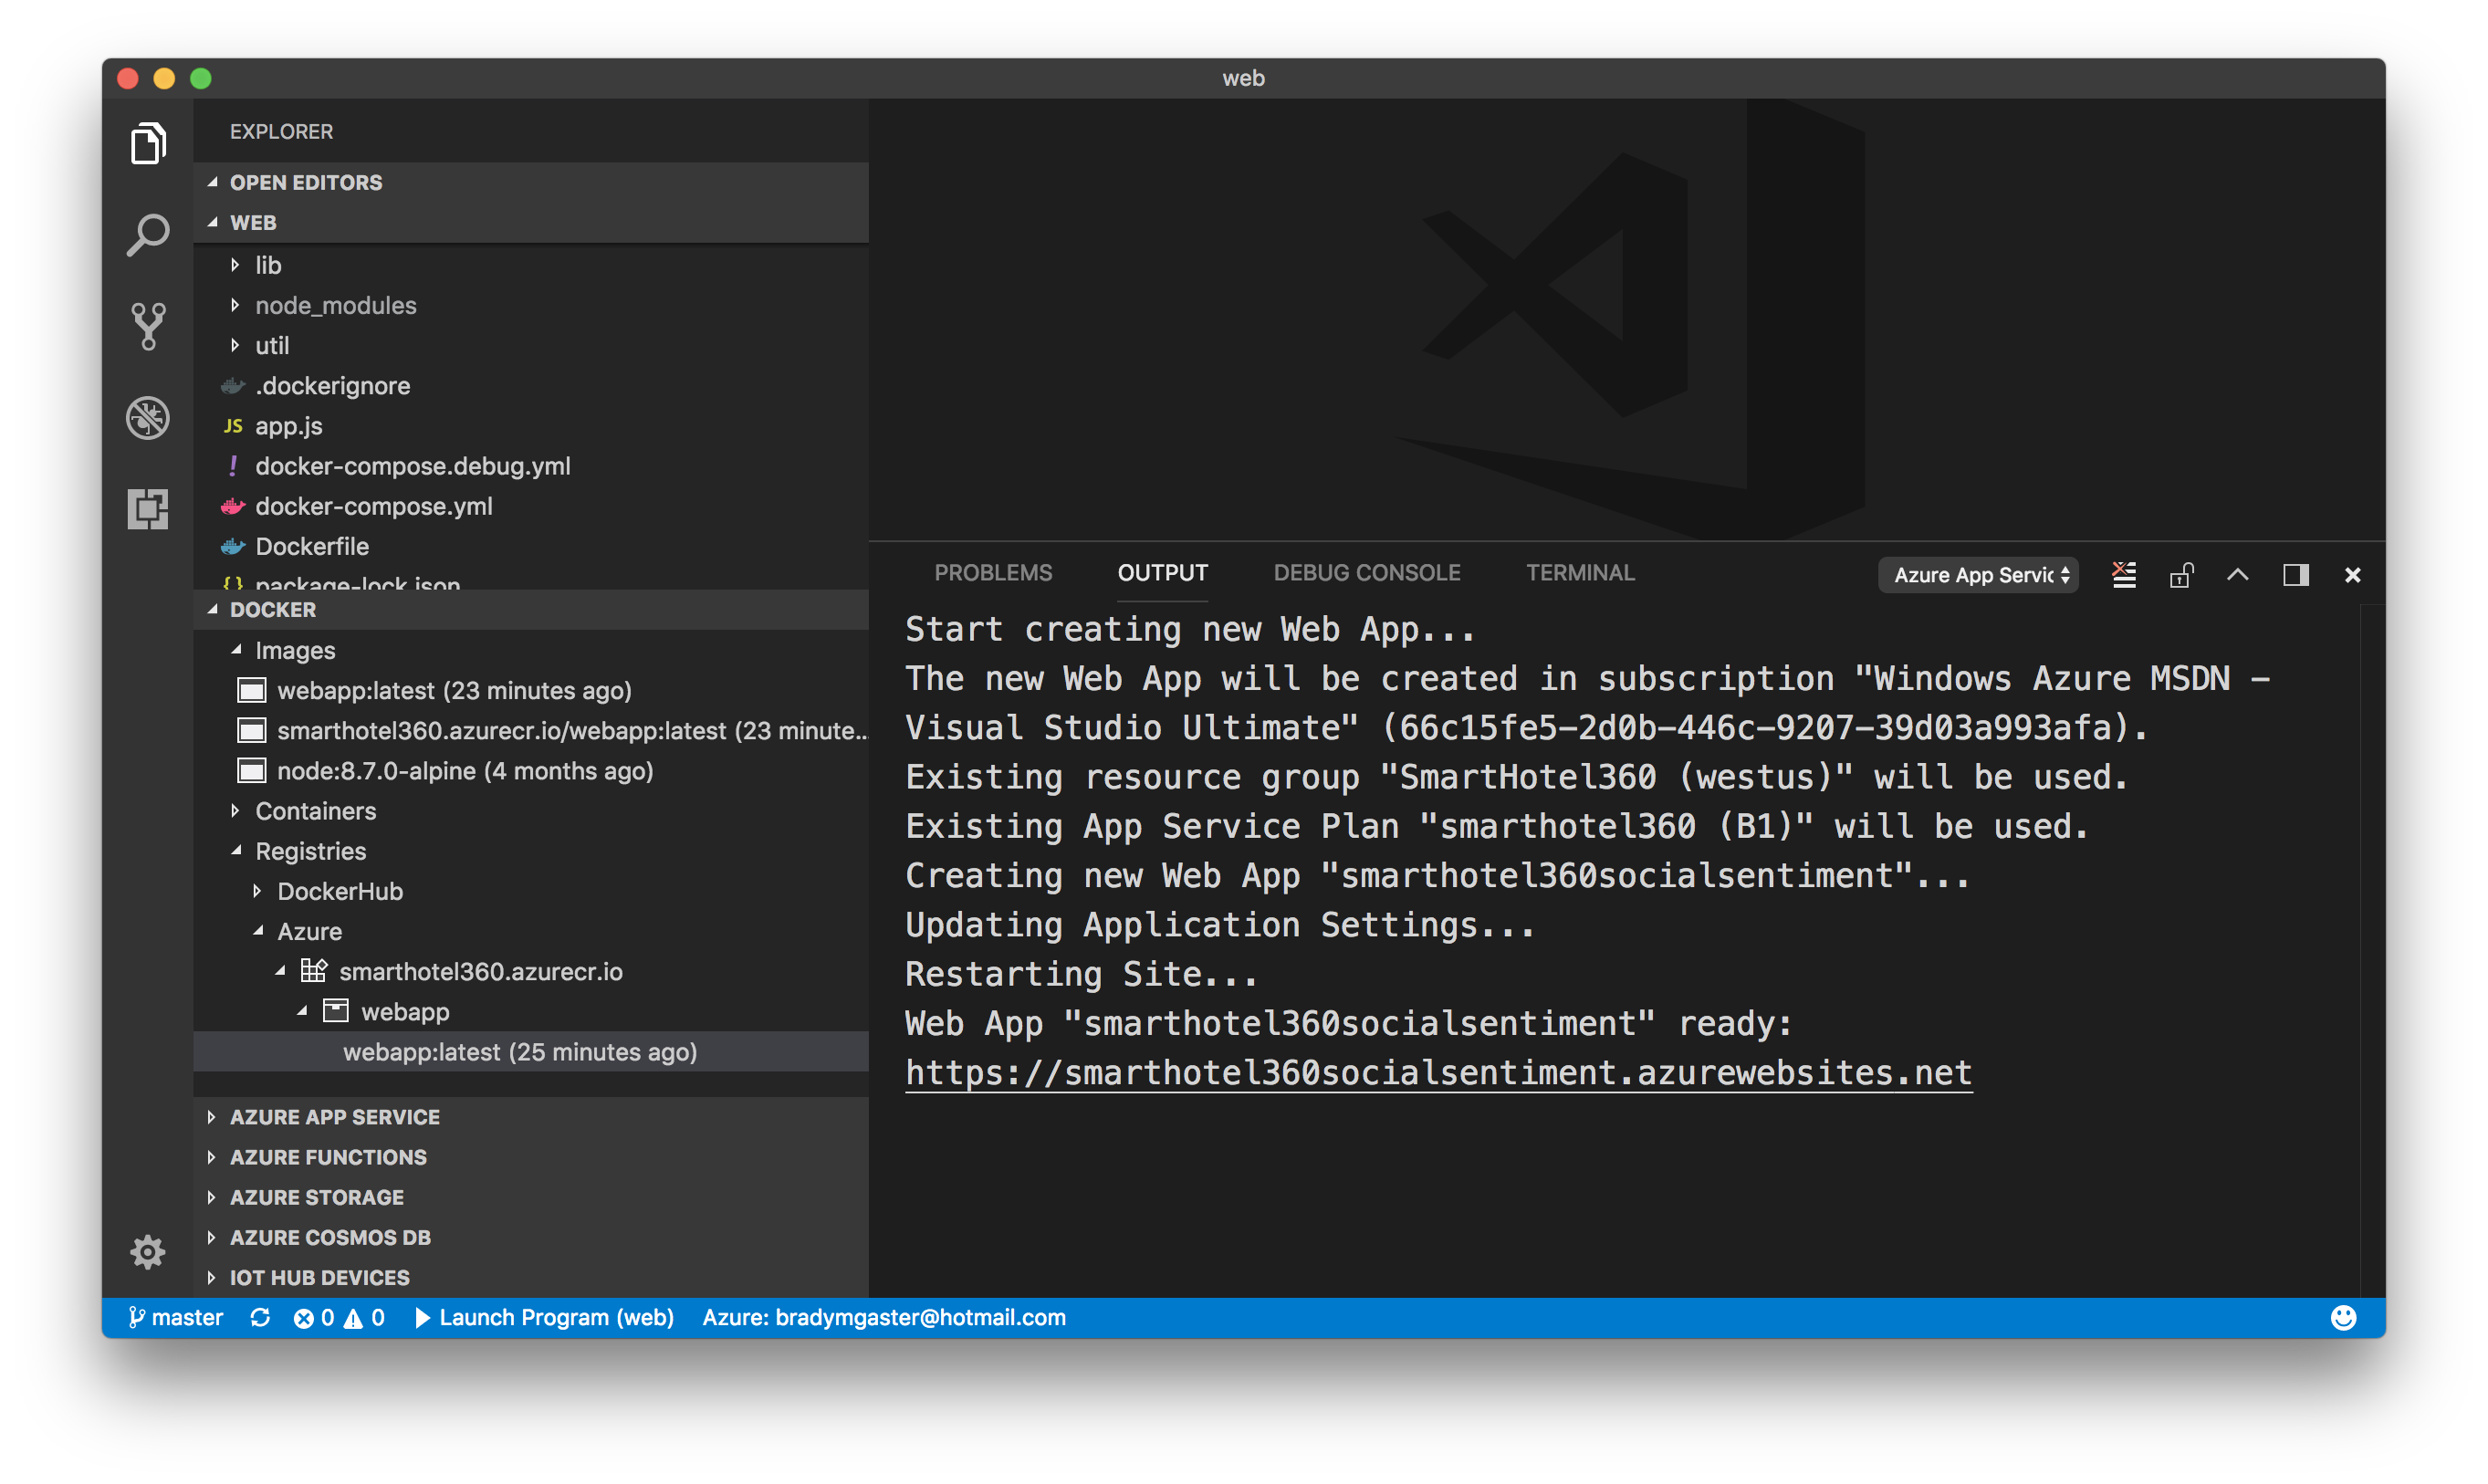 web
EXPLORER
OPEN EDITORS
WEB
lib
node_modules
util
.dockerignore
JS app.js
! docker-compose.debug.yml
docker-compose.yml
Dockerfile
{} package-lock.json
DOCKER
Images
webapp:latest (23 minutes ago)
smarthotel360.azurecr.io/webapp:latest (23 minute...
node:8.7.0-alpine (4 months ago)
Containers
Registries
DockerHub
Azure
smarthotel360.azurecr.io
webapp
webapp:latest (25 minutes ago)
AZURE APP SERVICE
AZURE FUNCTIONS
AZURE STORAGE
AZURE COSMOS DB
IOT HUB DEVICES
PROBLEMS OUTPUT DEBUG CONSOLE TERMINAL Azure App Servic
Start creating new Web App...
The new Web App will be created in subscription "Windows Azure MSDN -
Visual Studio Ultimate" (66c15fe5-2d0b-446c-9207-39d03a993afa).
Existing resource group "SmartHotel360 (westus)" will be used.
Existing App Service Plan "smarthotel360 (B1)" will be used.
Creating new Web App "smarthotel360socialsentiment"...
Updating Application Settings...
Restarting Site...
Web App "smarthotel360socialsentiment" ready:
https://smarthotel360socialsentiment.azurewebsites.net
master 0 0 Launch Program (web) Azure: bradymgaster@hotmail.com